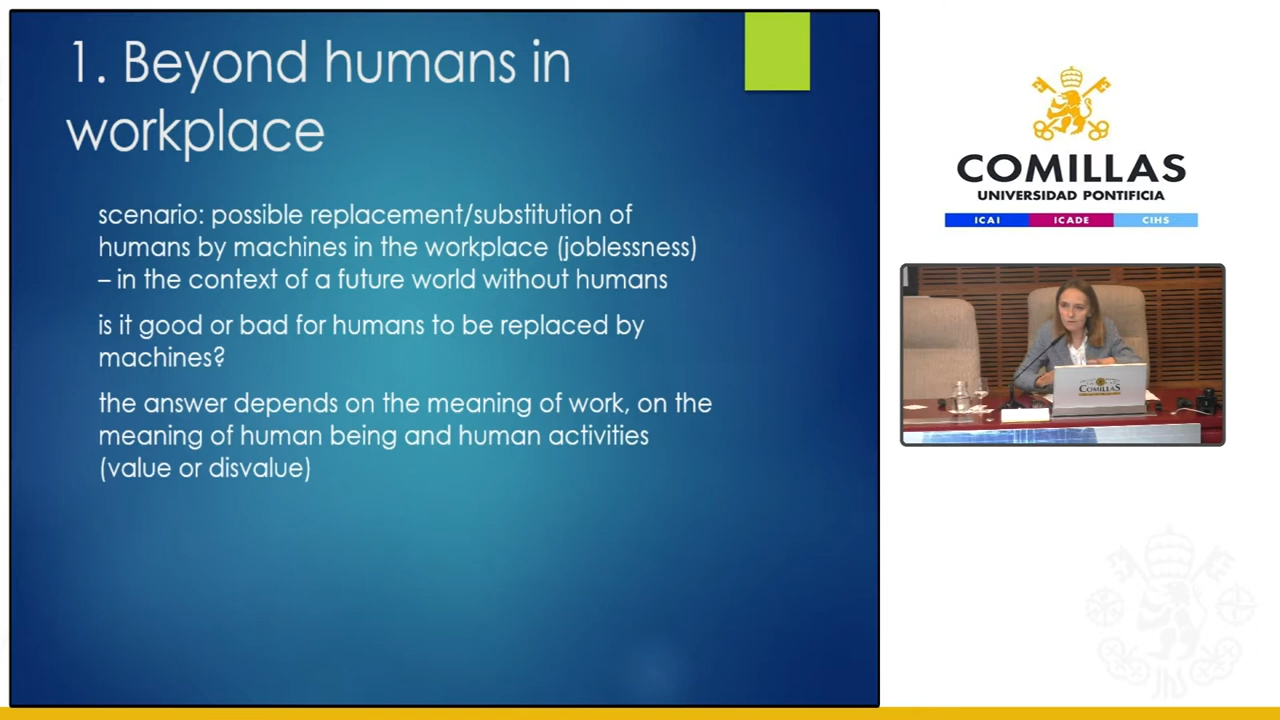 1. Beyond humans in
workplace
scenario: possible replacement/substitution of
humans by machines in the workplace (joblessness)
– in the context of a future world without humans
is it good or bad for humans to be replaced by
machines?
the answer depends on the meaning of work, on the
meaning of human being and human activities
(value or disvalue)
COMILLAS
UNIVERSIDAD PONTIFICIA
ICAI ICADE CIHS
COMILLAS